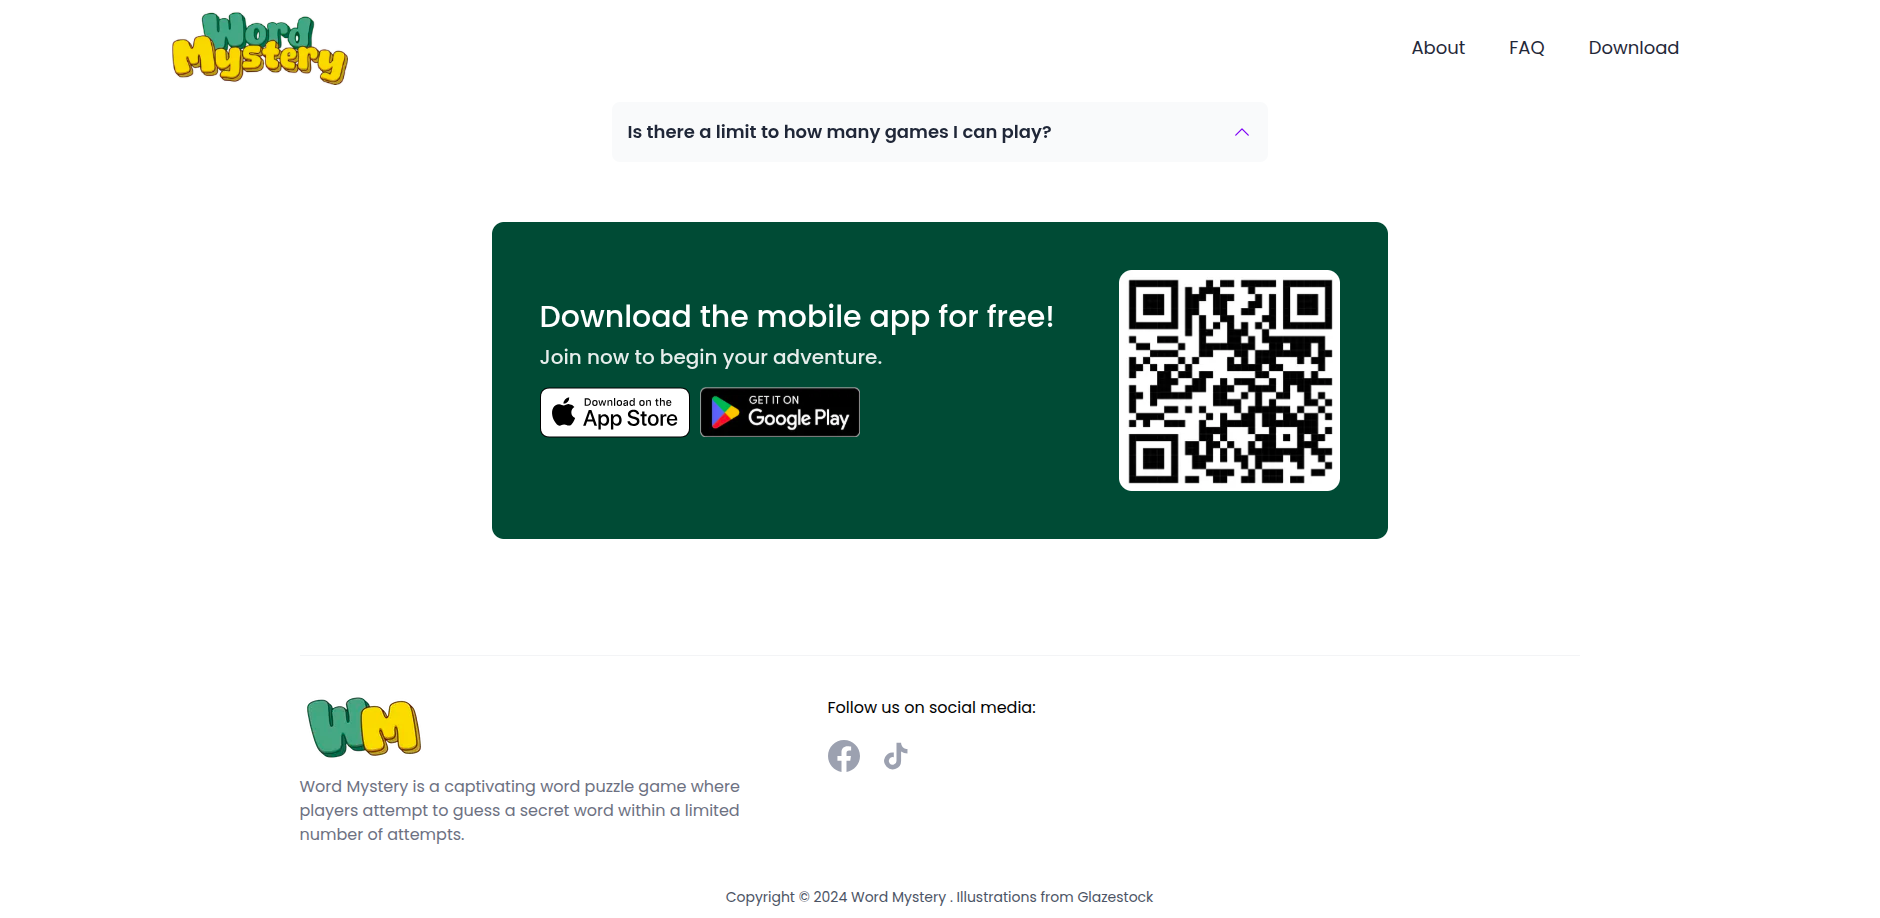 Word
Mystery
About
FAQ
Download
Is there a limit to how many games I can play?
Download the mobile app for free!
Join now to begin your adventure.
Download on the
App Store
GET IT ON
Google Play
WM
Follow us on social media:
Word Mystery is a captivating word puzzle game where
players attempt to guess a secret word within a limited
number of attempts.
Copyright © 2024 Word Mystery . Illustrations from Glazestock